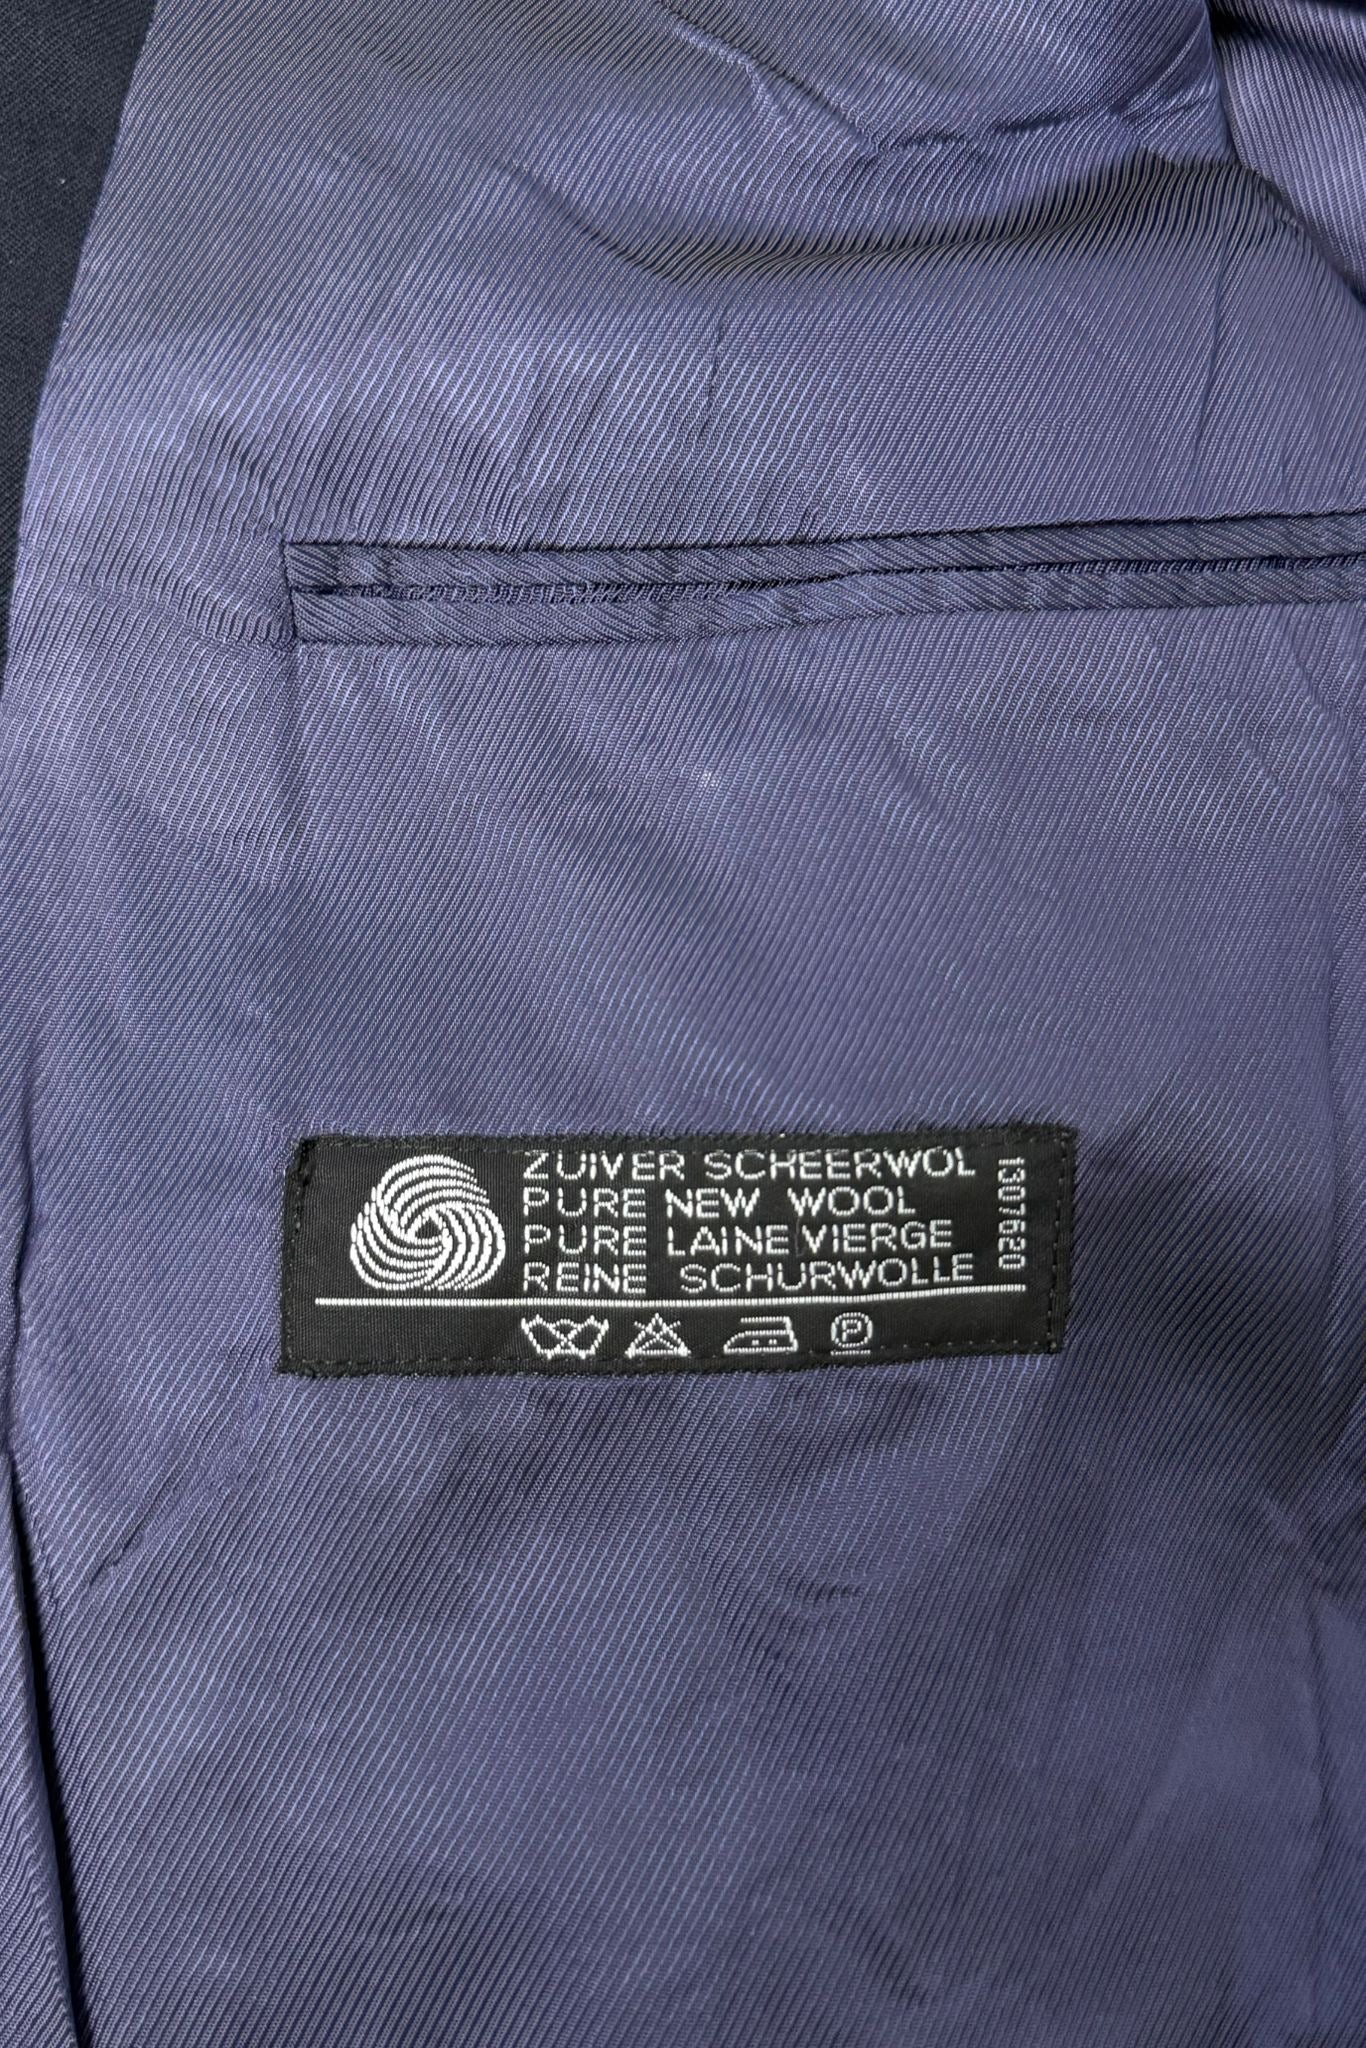 ZUIVER SCHEERWOL
PURE NEW WOOL
PURE LAINE VIERGE
REINE SCHURWOLLE
1307620
P